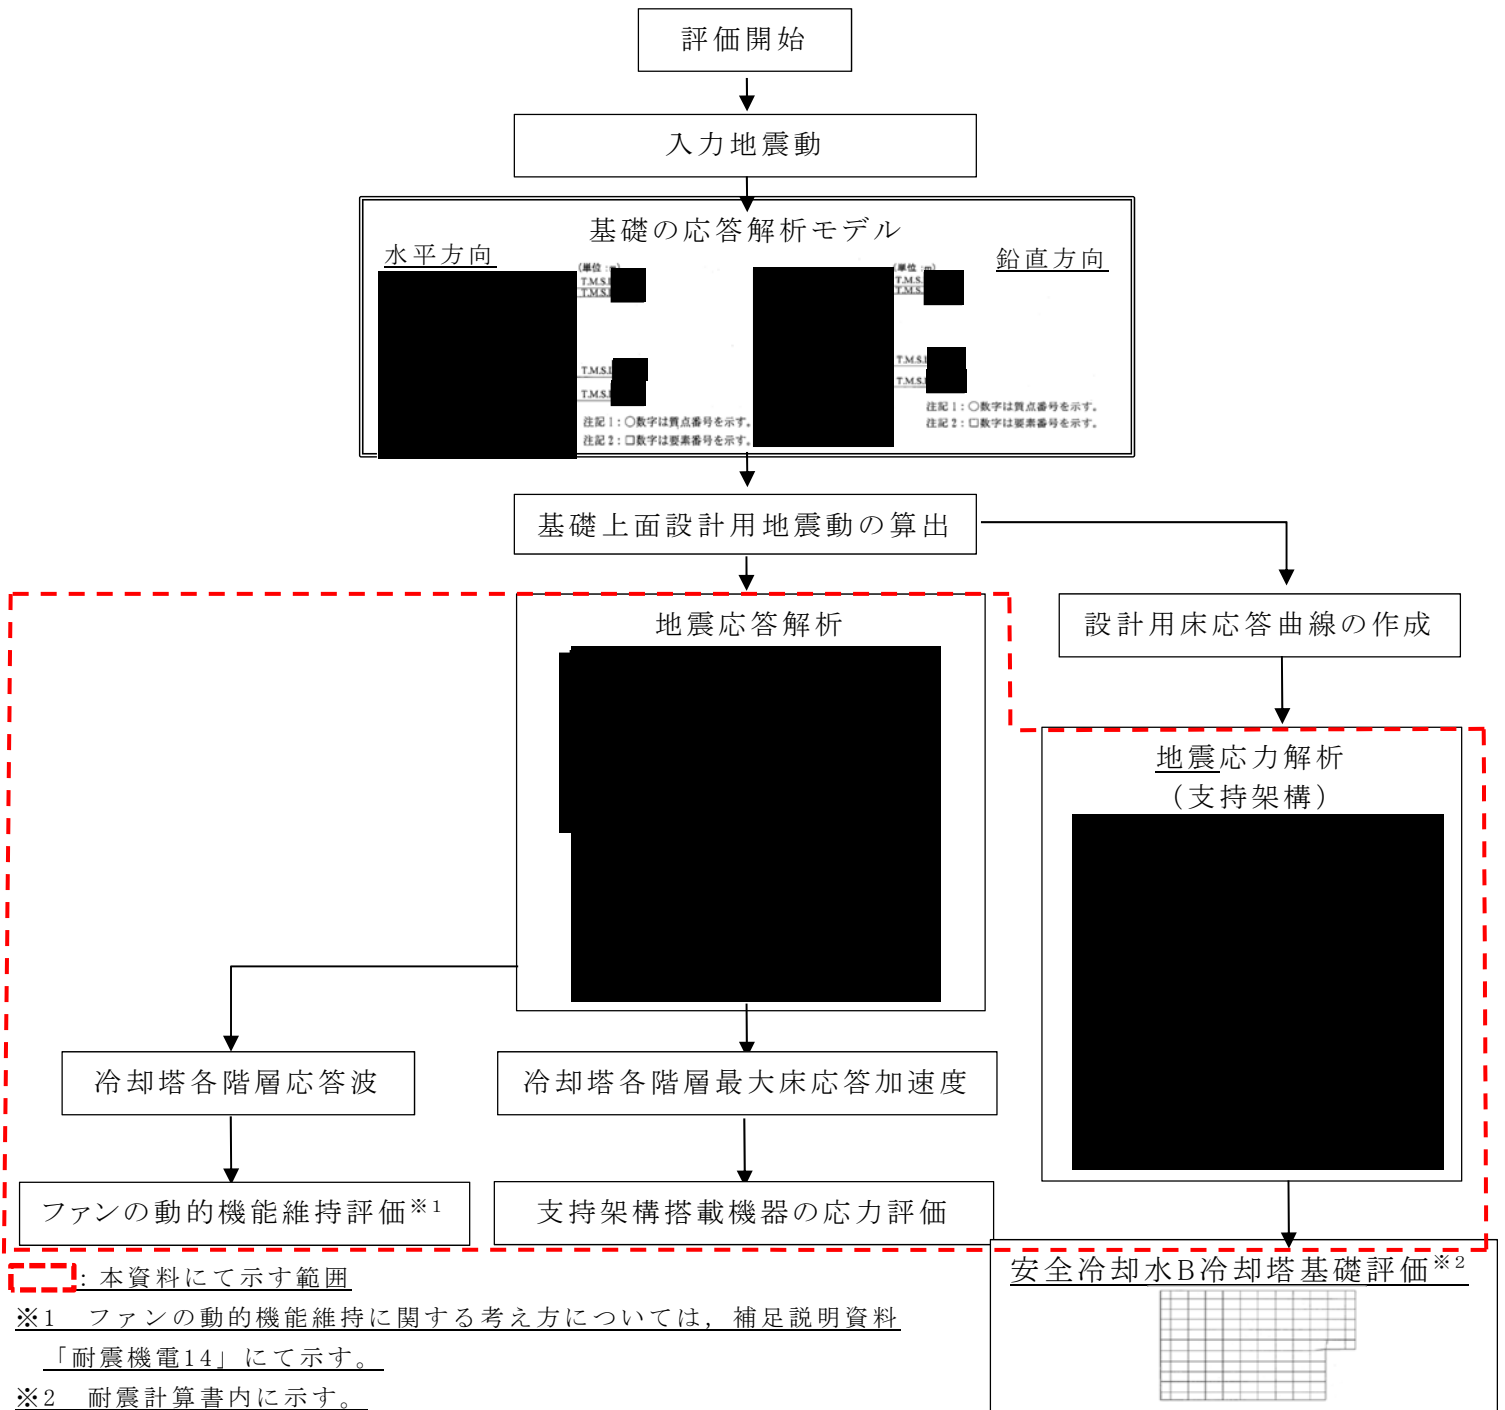 評価開始
入力地震動
基礎の応答解析モデル
水平方向
鉛直方向
(単位:m)
T.M.S.L
T.M.S.L
T.M.S.L
T.M.S.L
注記1:○数字は質点番号を示す。
注記2:□数字は要素番号を示す。
(単位:m)
T.M.S.
T.M.S.
T.M.S.L
T.M.S.
注記1:○数字は質点番号を示す。
注記2:□数字は要素番号を示す。
基礎上面設計用地震動の算出
地震応答解析
設計用床応答曲線の作成
地震応力解析
(支持架構)
冷却塔各階層応答波
冷却塔各階層最大床応答加速度
ファンの動的機能維持評価※1
支持架構搭載機器の応力評価
安全冷却水B冷却塔基礎評価※2
:本資料にて示す範囲
※1 ファンの動的機能維持に関する考え方については,補足説明資料
「耐震機電14」にて示す。
※2 耐震計算書内に示す。